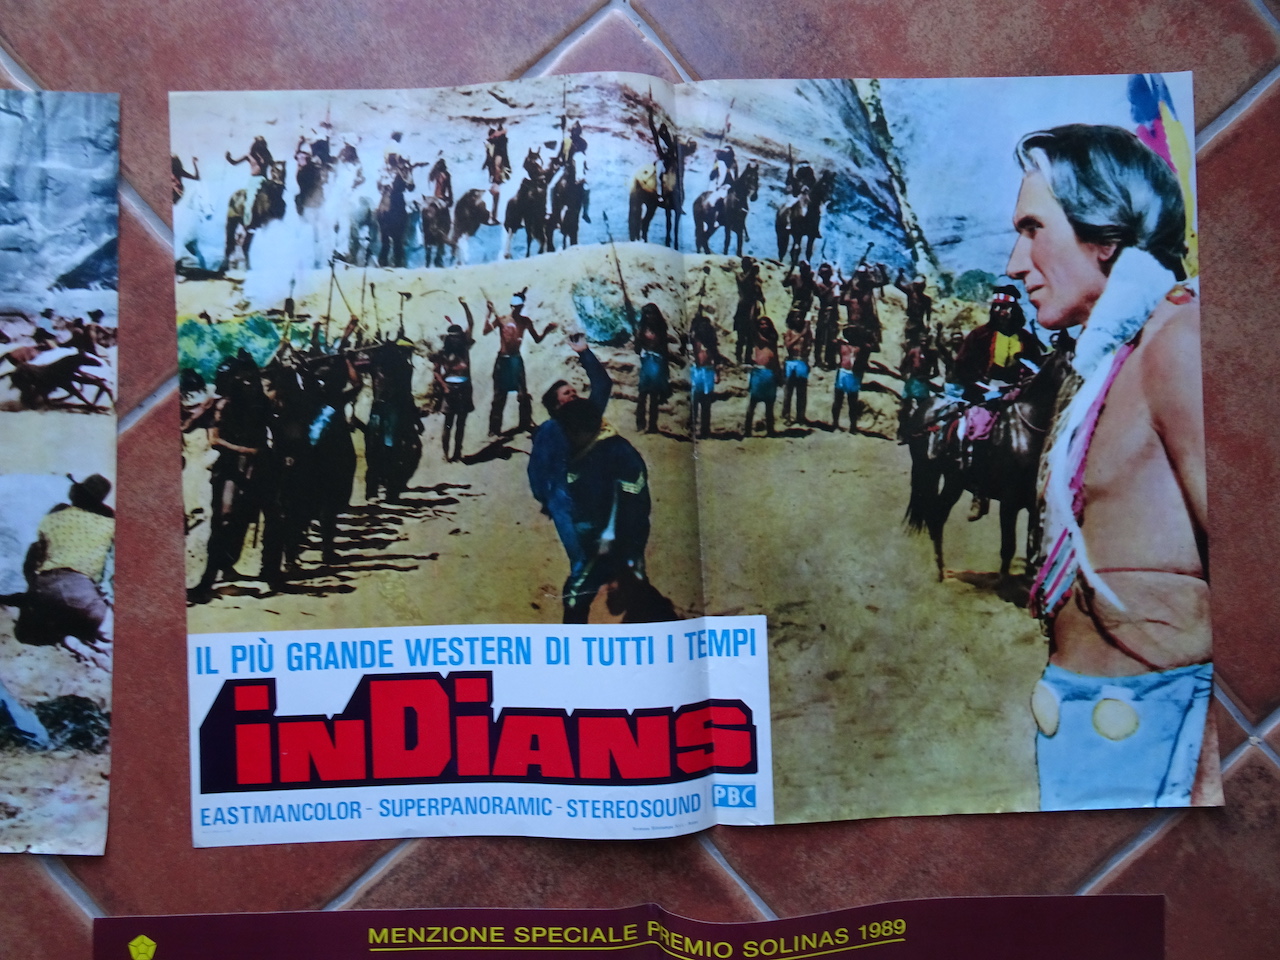 IL PIÙ GRANDE WESTERN DI TUTTI I TEMPI
inDiANS
EASTMANCOLOR - SUPERPANORAMIC - STEREOSOUND PBC
MENZIONE SPECIALE PREMIO SOLINAS 1989